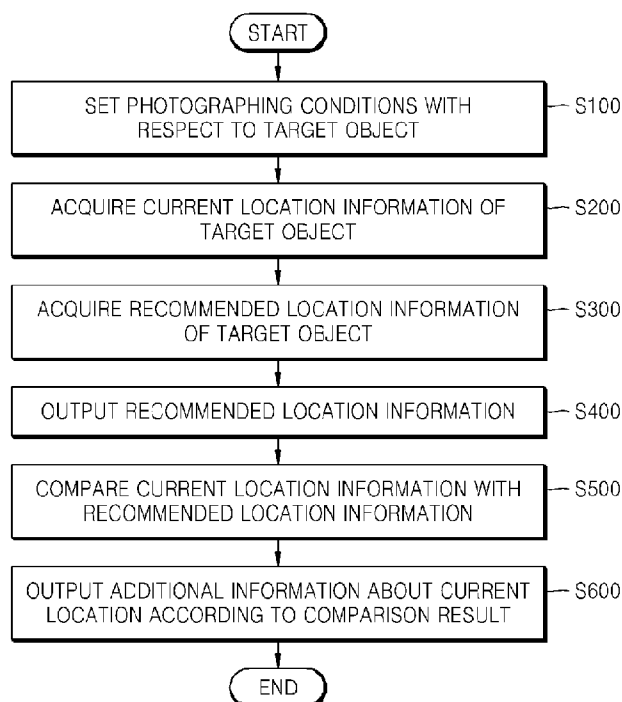 START
SET PHOTOGRAPHING CONDITIONS WITH
RESPECT TO TARGET OBJECT
S100
ACQUIRE CURRENT LOCATION INFORMATION OF
TARGET OBJECT
S200
ACQUIRE RECOMMENDED LOCATION INFORMATION
OF TARGET OBJECT
S300
OUTPUT RECOMMENDED LOCATION INFORMATION
S400
COMPARE CURRENT LOCATION INFORMATION WITH
RECOMMENDED LOCATION INFORMATION
S500
OUTPUT ADDITIONAL INFORMATION ABOUT CURRENT
LOCATION ACCORDING TO COMPARISON RESULT
S600
END